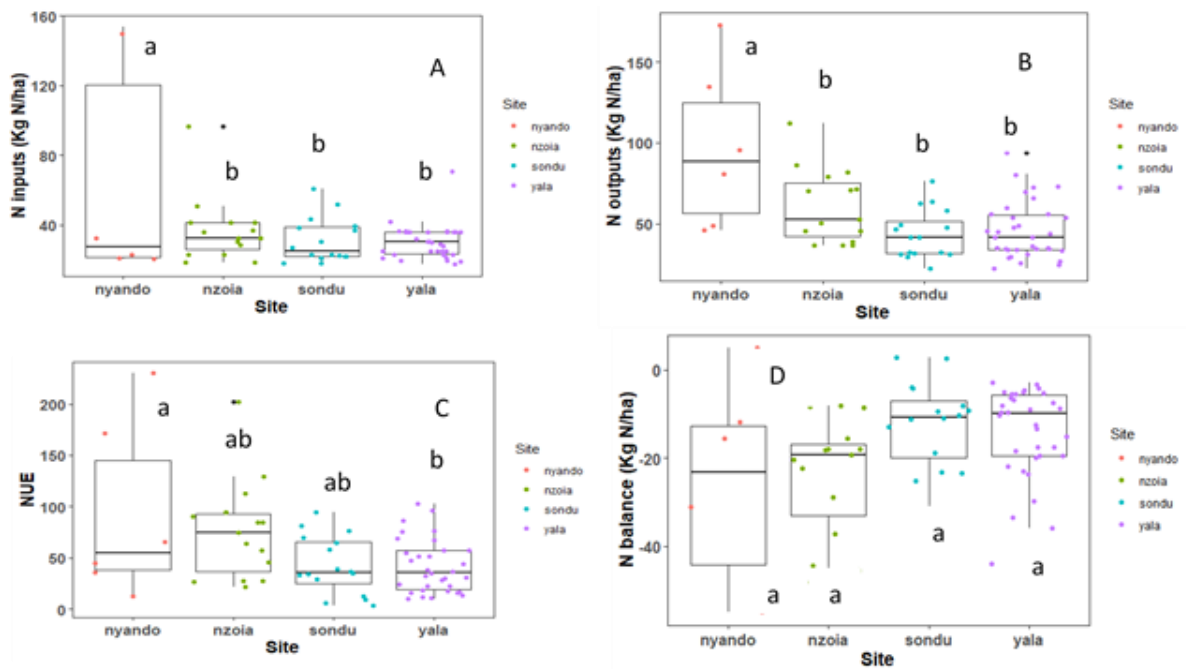 160
120
80
40
N inputs (Kg N/ha)
a
b
b
b
A
nyando
nzoia
sondu
yala
Site
Site
nyando
nzoia
sondu
yala
150
100
50
N outputs (Kg N/ha)
a
b
b
b
B
nyando
nzoia
sondu
yala
Site
Site
nyando
nzoia
sondu
yala
200
150
100
50
0
NUE
a
ab
ab
b
C
nyando
nzoia
sondu
yala
Site
Site
nyando
nzoia
sondu
yala
0
-20
-40
N balance (Kg N/ha)
D
a
a
a
a
nyando
nzoia
sondu
yala
Site
Site
nyando
nzoia
sondu
yala